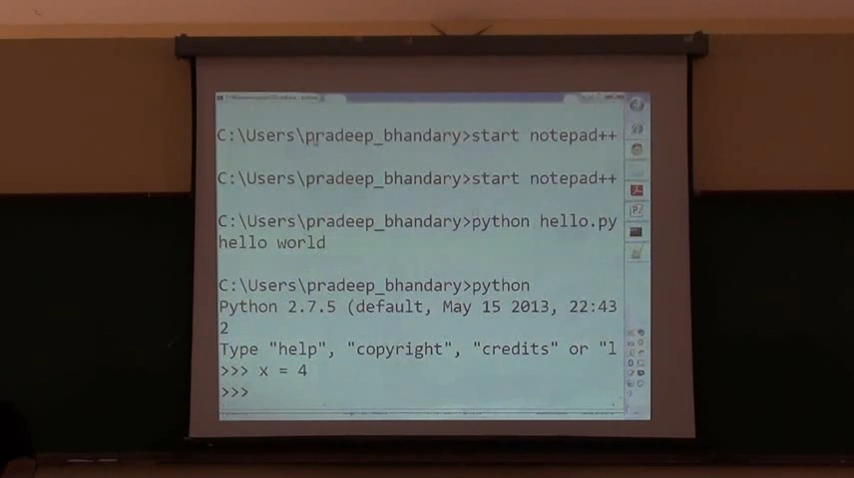 C:\Users\pradeep_bhandary>start notepad++
C:\Users\pradeep_bhandary>start notepad++
C:\Users\pradeep_bhandary>python hello.py
hello world
C:\Users\pradeep_bhandary>python
Python 2.7.5 (default, May 15 2013, 22:43
2
Type "help", "copyright", "credits" or "l
>>> x = 4
>>>